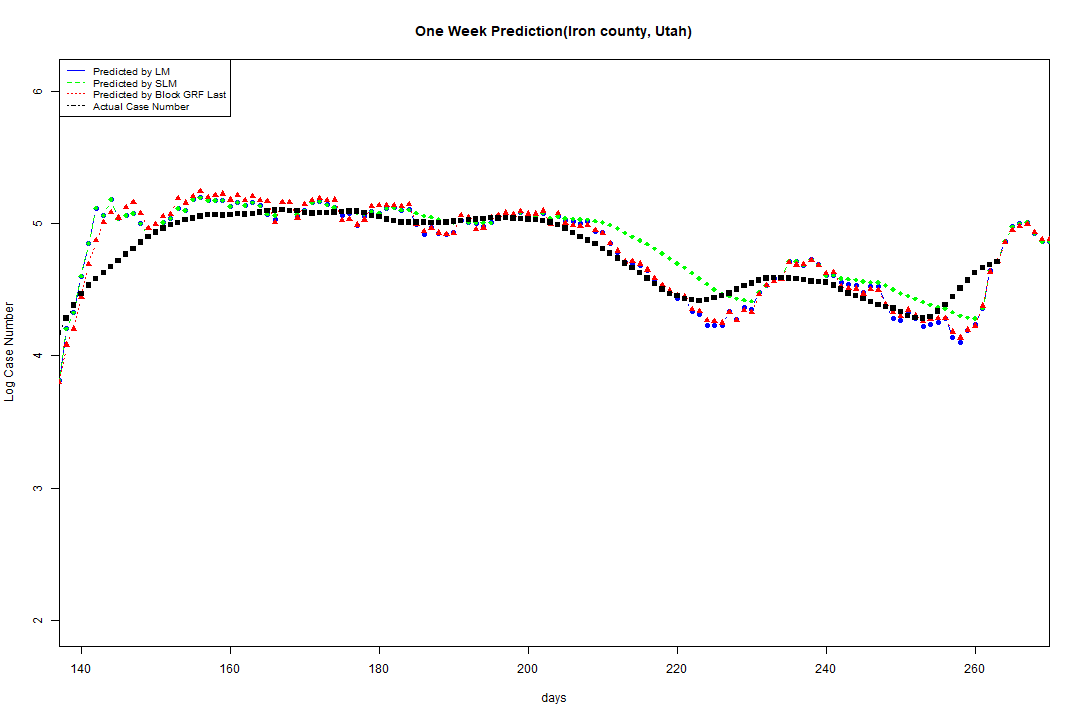 One Week Prediction(Iron county, Utah)
Predicted by LM
Predicted by SLM
Predicted by Block GRF Last
Actual Case Number
6
5
4
3
2
Log Case Number
140 160 180 200 220 240 260
days